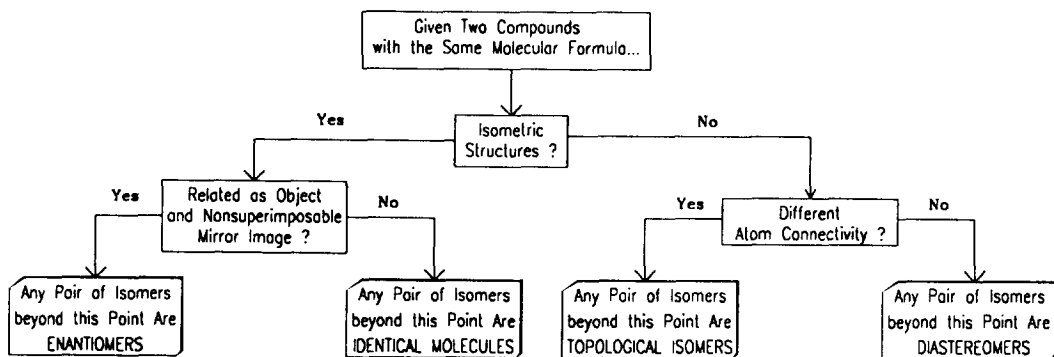 Given Two Compounds
with the Same Molecular Formula...
Yes
Isometric
Structures ?
No
Yes
Related as Object
and Nonsuperimposable
Mirror Image ?
No
Yes
Different
Atom Connectivity ?
No
Any Pair of Isomers
beyond this Point Are
ENANTIOMERS
Any Pair of Isomers
beyond this Point Are
IDENTICAL MOLECULES
Any Pair of Isomers
beyond this Point Are
TOPOLOGICAL ISOMERS
Any Pair of Isomers
beyond this Point Are
DIASTEREOMERS